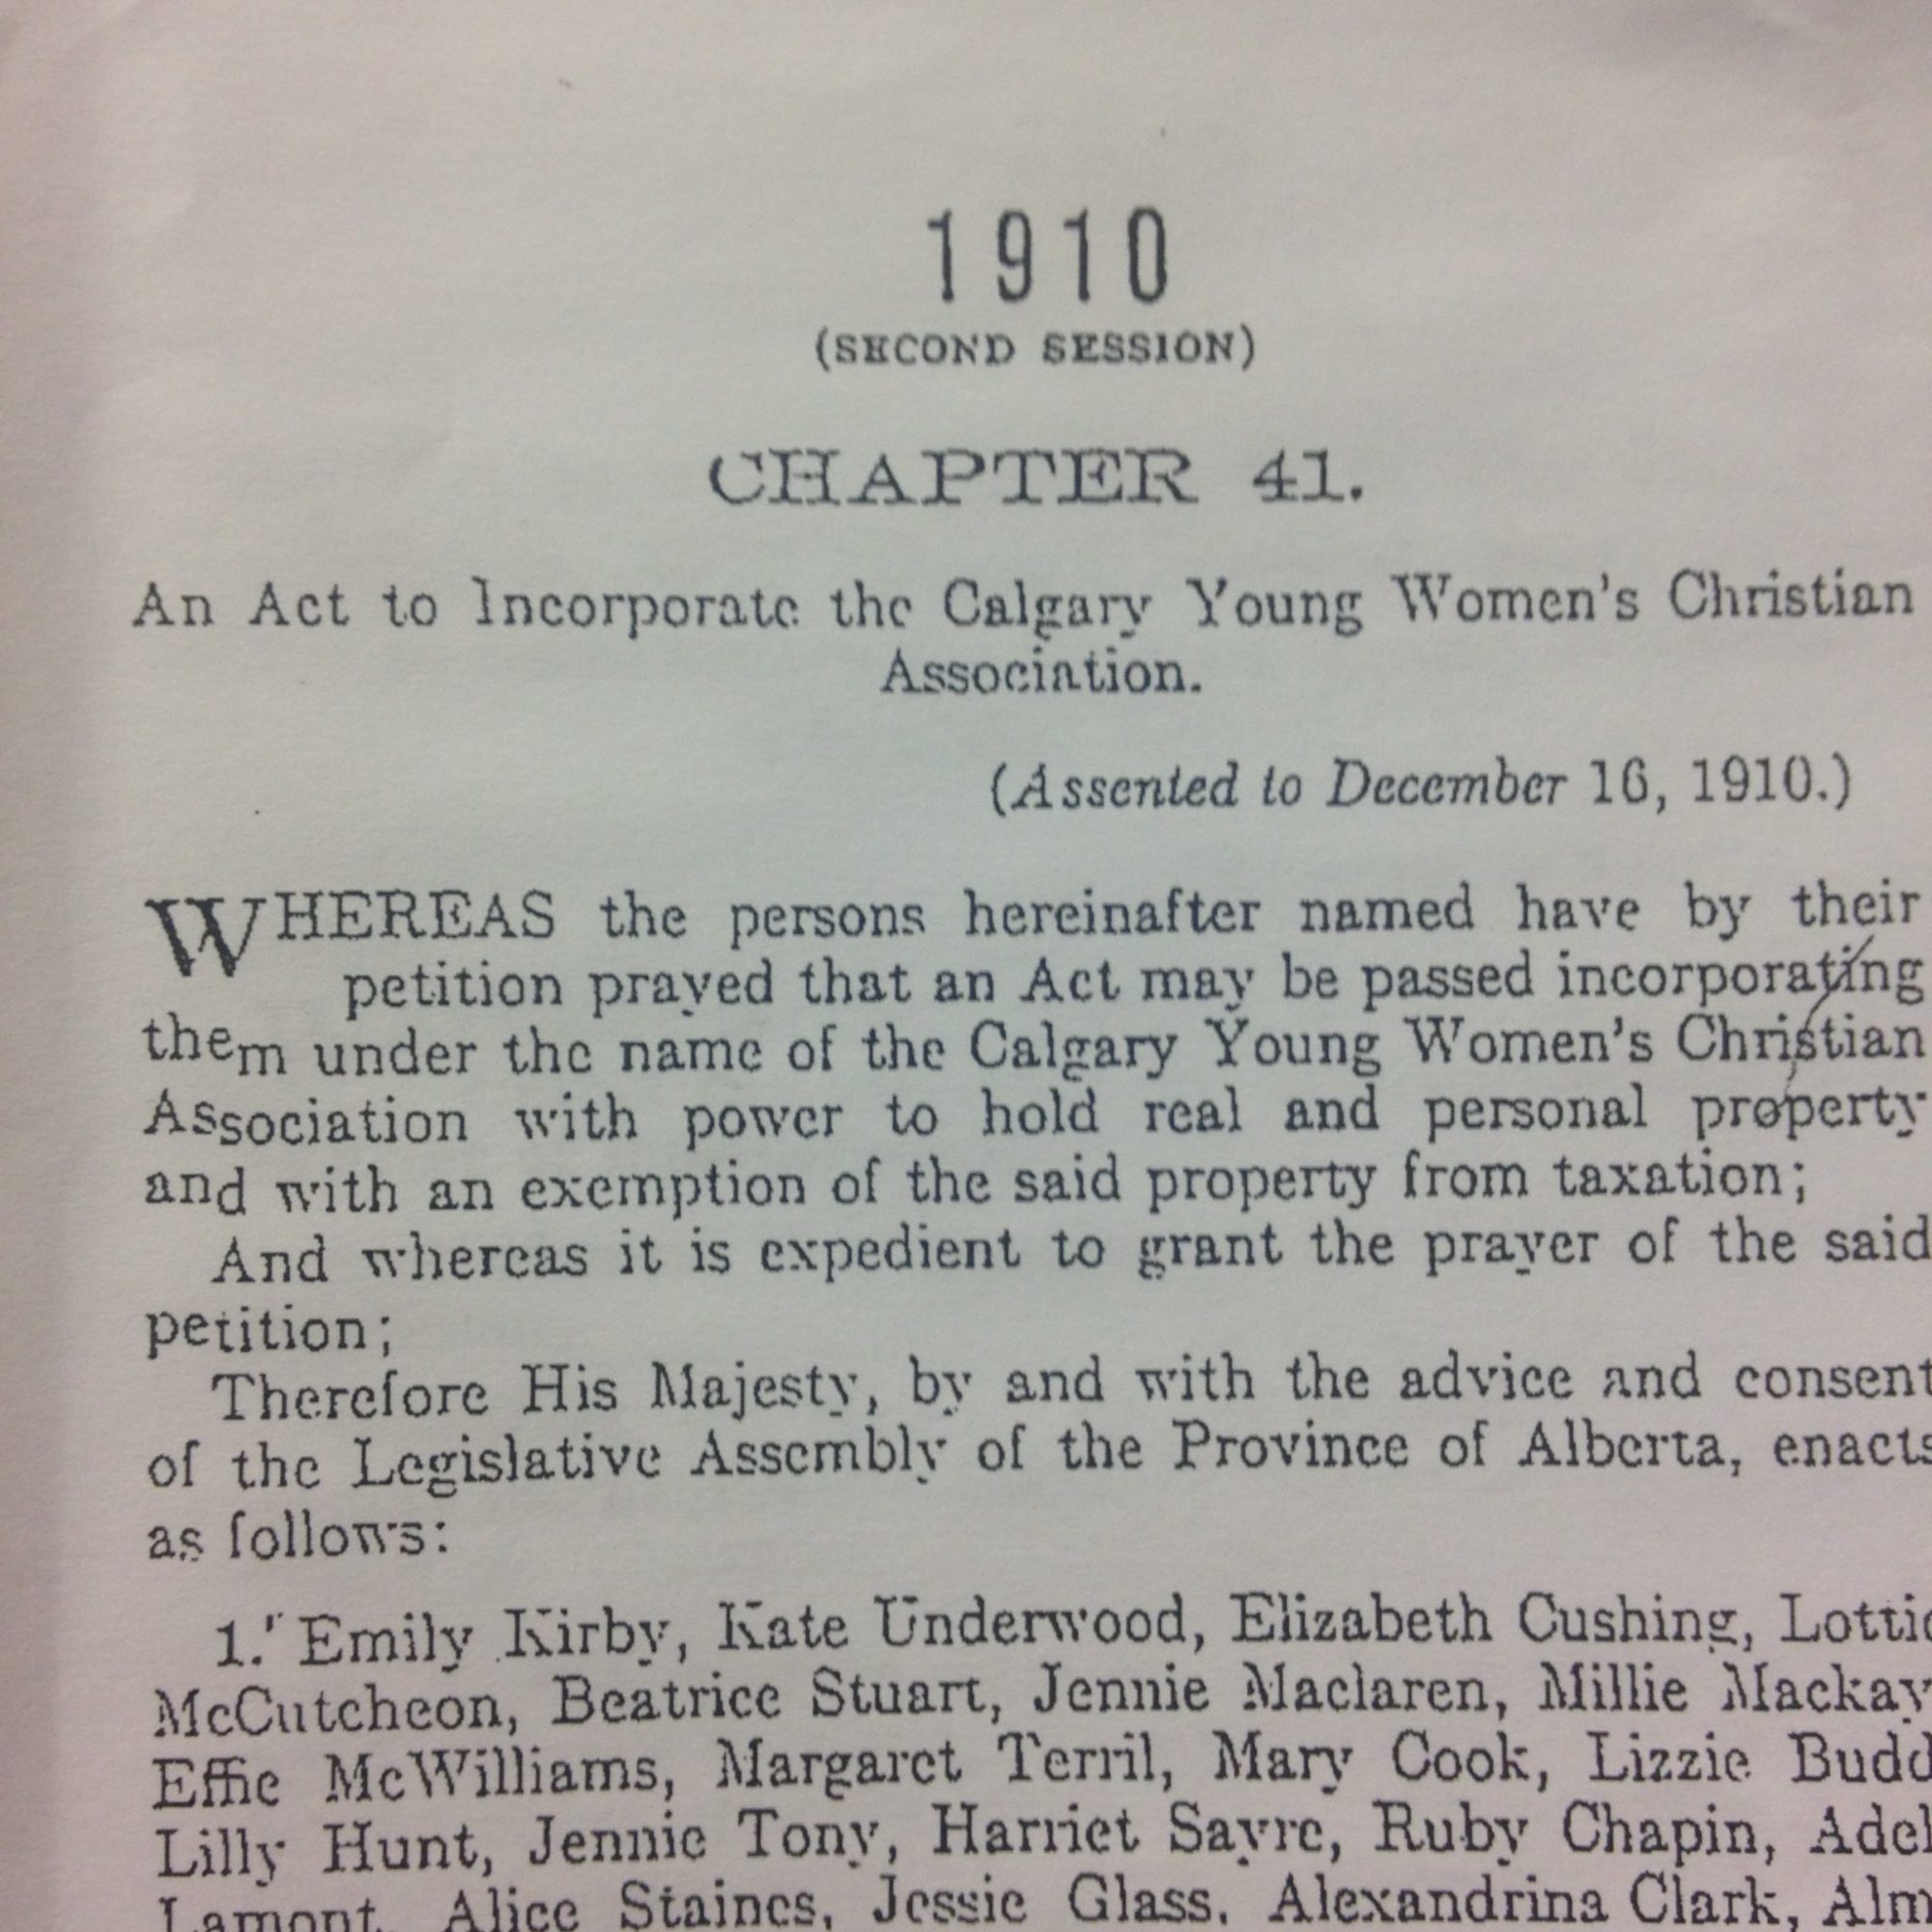 1910
(SECOND SESSION)
CHAPTER 41.
An Act to Incorporate the Calgary Young Women's Christian
Association.
(Assented to December 16, 1910.)
WHEREAS the persons hereinafter named have by their
petition prayed that an Act may be passed incorporating
them under the name of the Calgary Young Women's Christian
Association with power to hold real and personal property
and with an exemption of the said property from taxation;
And whereas it is expedient to grant the prayer of the said
petition;
Therefore His Majesty, by and with the advice and consent
of the Legislative Assembly of the Province of Alberta, enacts
as follows:
1. Emily Kirby, Kate Underwood, Elizabeth Cushing, Lottie
McCutcheon, Beatrice Stuart, Jennie Maclaren, Millie Mackay
Effie McWilliams, Margaret Terril, Mary Cook, Lizzie Budd
Lilly Hunt, Jennie Tony, Harriet Sayre, Ruby Chapin,
Lamont, Alice Staines, Jessie Glass, Alexandrina Clark,